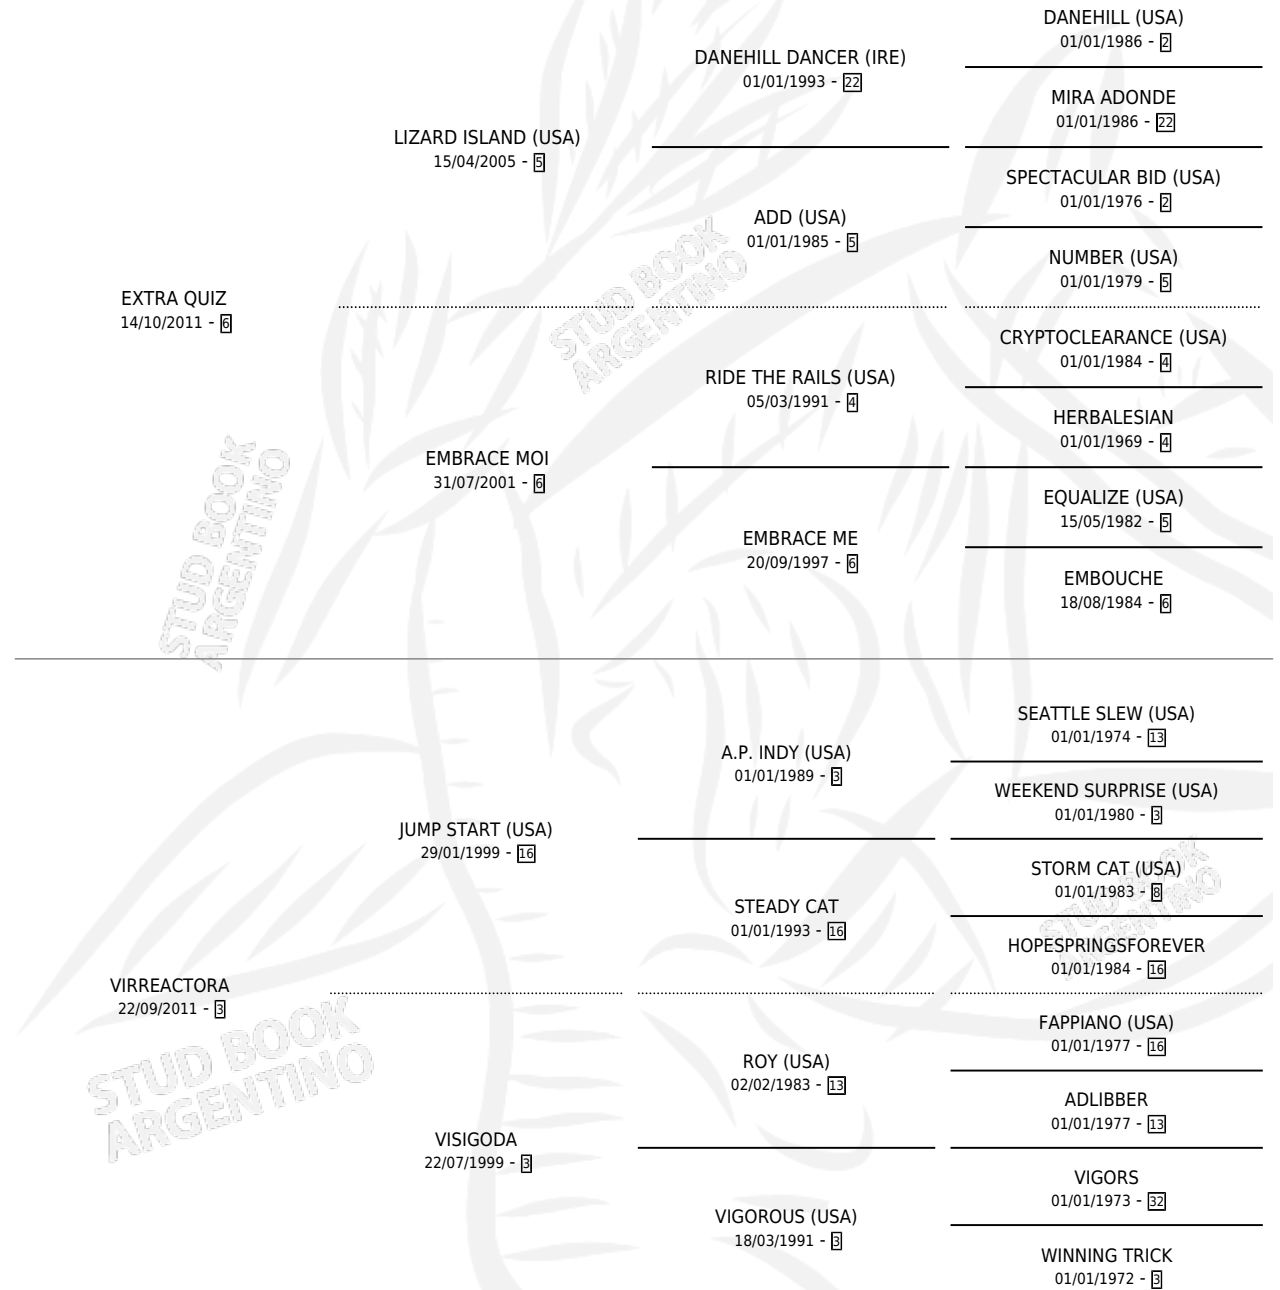 DANEHILL (USA)
01/01/1986 - 2
DANEHILL DANCER (IRE)
01/01/1993 - 22
MIRA ADONDE
01/01/1986 - 22
LIZARD ISLAND (USA)
15/04/2005 - 5
SPECTACULAR BID (USA)
01/01/1976 - 2
ADD (USA)
01/01/1985 - 5
NUMBER (USA)
01/01/1979 - 5
EXTRA QUIZ
14/10/2011 - 6
STUD BOOK
ARGENTINO
CRYPTOCLEARANCE (USA)
01/01/1984 - 4
RIDE THE RAILS (USA)
05/03/1991 - 4
HERBALESIAN
01/01/1969 - 4
EMBRACE MOI
31/07/2001 - 6
EQUALIZE (USA)
15/05/1982 - 5
EMBRACE ME
20/09/1997 - 6
EMBOUCHE
18/08/1984 - 6
STUD BOOK
ARGENTINO
SEATTLE SLEW (USA)
01/01/1974 - 13
A.P. INDY (USA)
01/01/1989 - 3
WEEKEND SURPRISE (USA)
01/01/1980 - 3
JUMP START (USA)
29/01/1999 - 16
STORM CAT (USA)
01/01/1983 - 8
STEADY CAT
01/01/1993 - 16
STUD BOOK
ARGENTINO
HOPESPRINGSFOREVER
01/01/1984 - 16
VIRREACTORA
22/09/2011 - 3
FAPPIANO (USA)
01/01/1977 - 16
ROY (USA)
02/02/1983 - 13
ADLIBBER
01/01/1977 - 13
STUD BOOK
ARGENTINO
VISIGODA
22/07/1999 - 3
VIGORS
01/01/1973 - 32
VIGOROUS (USA)
18/03/1991 - 3
WINNING TRICK
01/01/1972 - 3